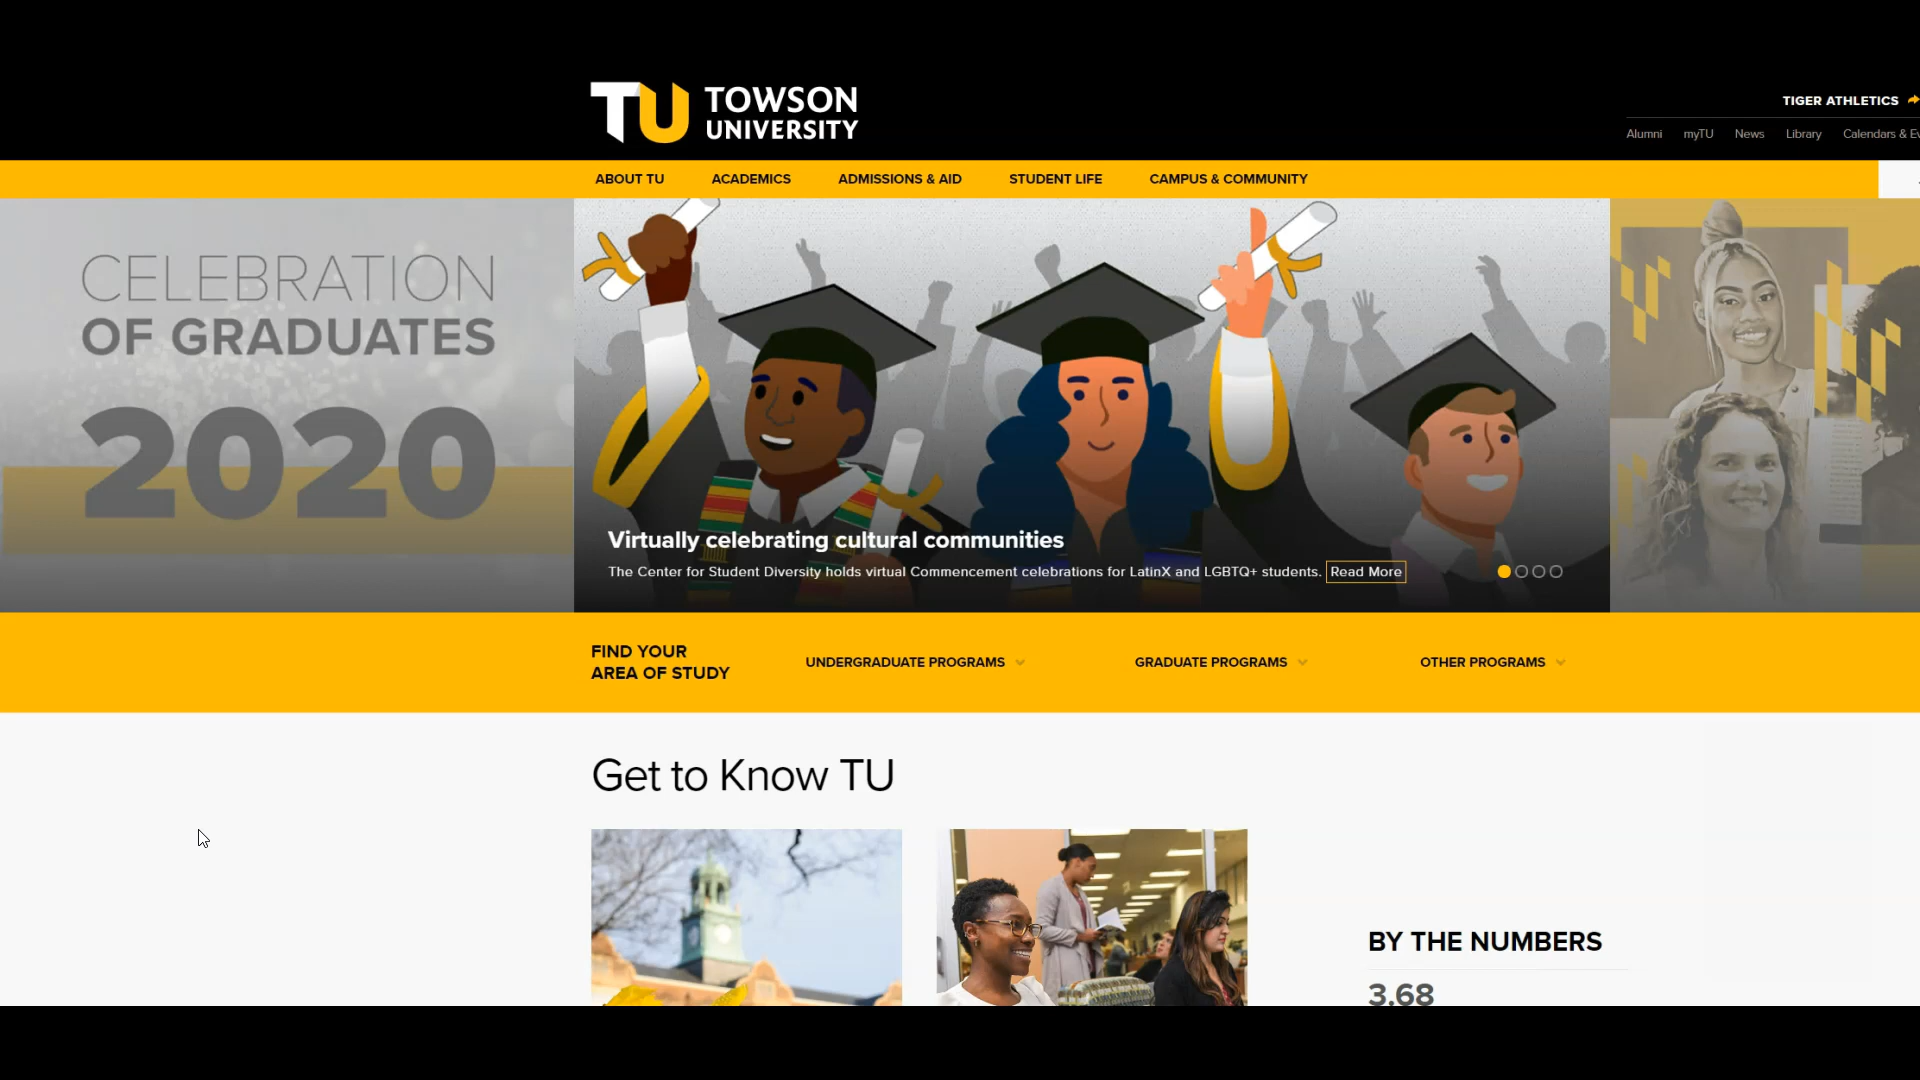 TU TOWSON
UNIVERSITY
TIGER ATHLETICS
Alumni myTU News Library Calendars &
ABOUT TU ACADEMICS ADMISSIONS & AID STUDENT LIFE CAMPUS & COMMUNITY
CELEBRATION
OF GRADUATES
2020
Virtually celebrating cultural communities
The Center for Student Diversity holds virtual Commencement celebrations for LatinX and LGBTQ+ students. Read More
FIND YOUR
AREA OF STUDY
UNDERGRADUATE PROGRAMS GRADUATE PROGRAMS OTHER PROGRAMS
Get to Know TU
BY THE NUMBERS
3.68